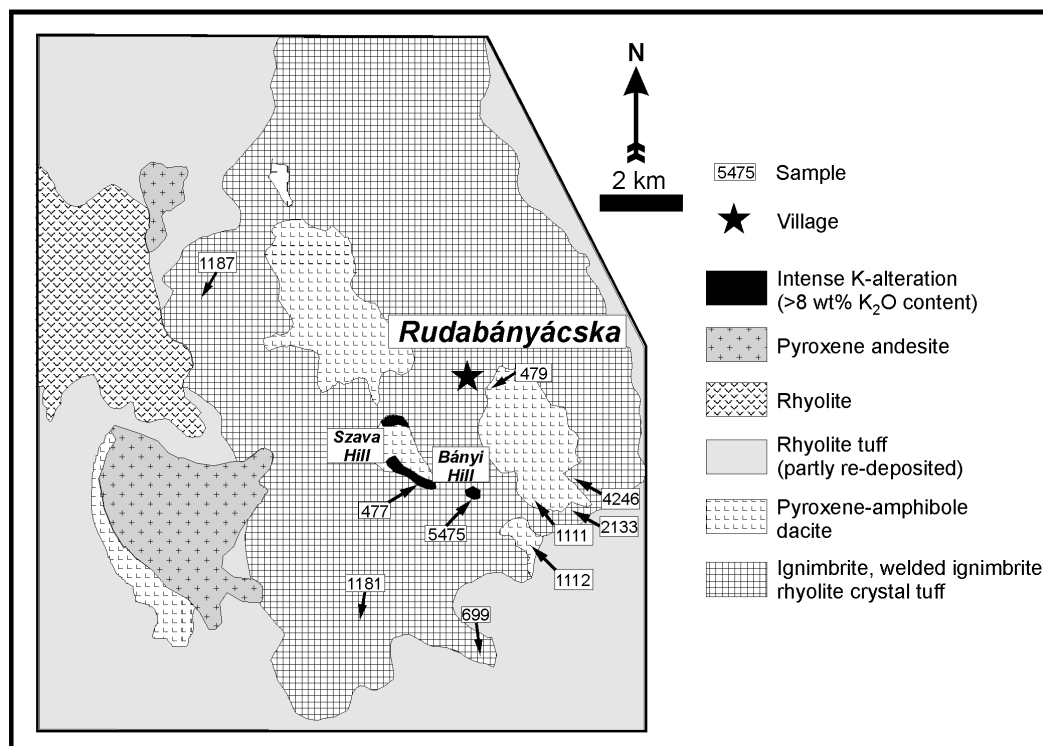 N
2 km
5475 Sample
Village
Intense K-alteration
(>8 wt% K2O content)
Pyroxene andesite
Rhyolite
Rhyolite tuff
(partly re-deposited)
Pyroxene-amphibole
dacite
Ignimbrite, welded ignimbrite
rhyolite crystal tuff
1187
Rudabányácska
479
Szava
Hill
Bányi
Hill
477
5475
4246
2133
1111
1112
1181
699